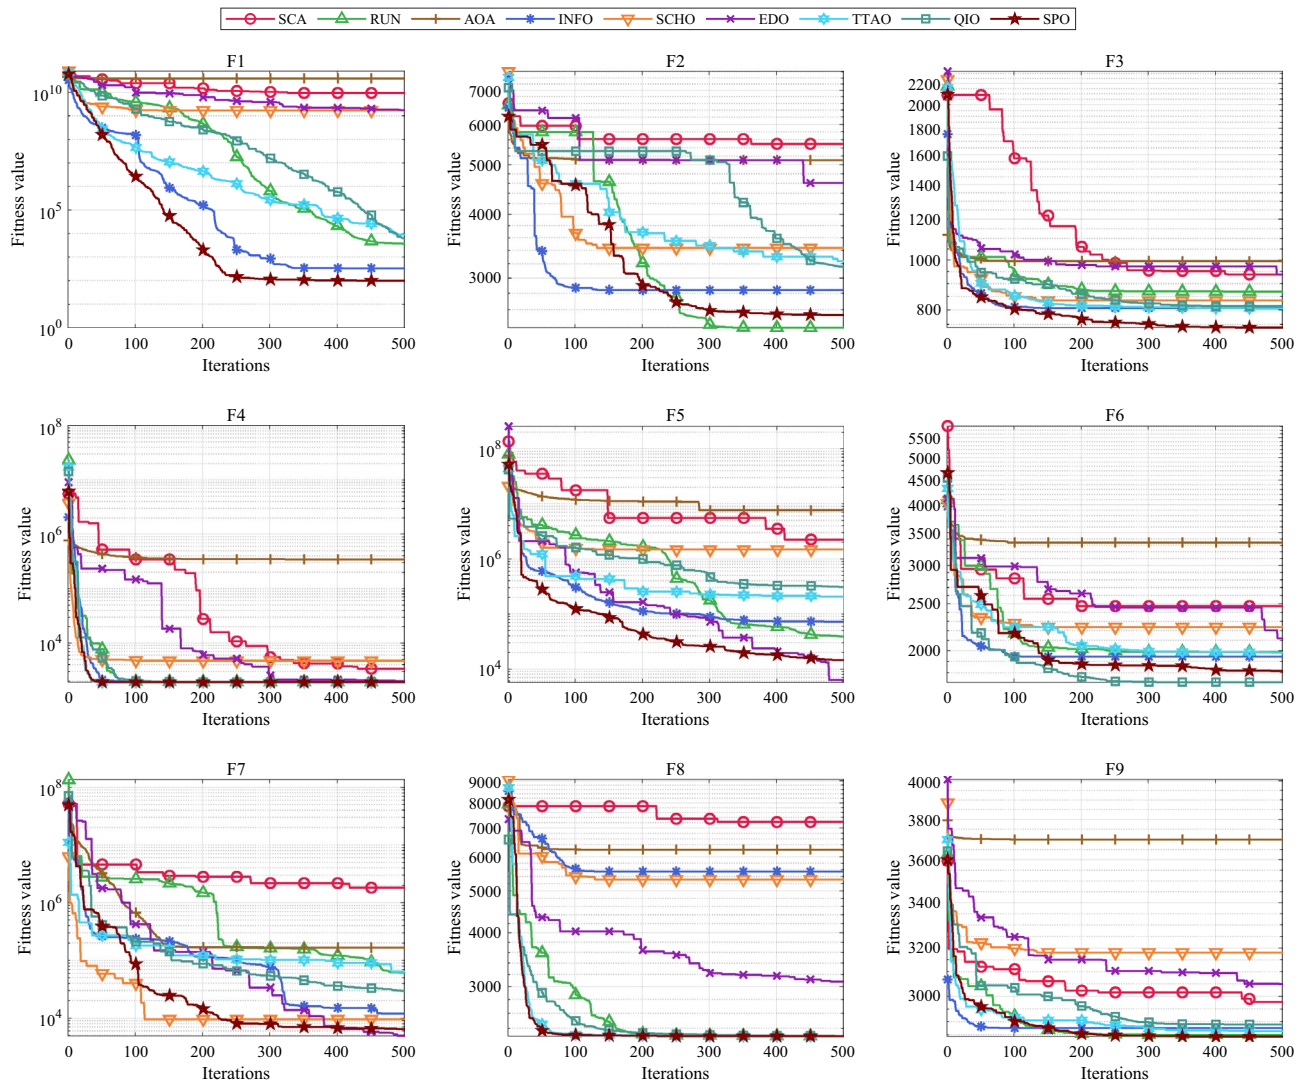 SCA RUN AOA INFO SCHO EDO TTAO QIO SPO
F1
Fitness value
10^10
10^5
10^0
0 100 200 300 400 500
Iterations
F2
Fitness value
7000
6000
5000
4000
3000
0 100 200 300 400 500
Iterations
F3
Fitness value
2200
2000
1800
1600
1400
1200
1000
800
0 100 200 300 400 500
Iterations
F4
Fitness value
10^8
10^6
10^4
0 100 200 300 400 500
Iterations
F5
Fitness value
10^8
10^6
10^4
0 100 200 300 400 500
Iterations
F6
Fitness value
5500
5000
4500
4000
3500
3000
2500
2000
0 100 200 300 400 500
Iterations
F7
Fitness value
10^8
10^6
10^4
0 100 200 300 400 500
Iterations
F8
Fitness value
9000
8000
7000
6000
5000
4000
3000
0 100 200 300 400 500
Iterations
F9
Fitness value
4000
3800
3600
3400
3200
3000
0 100 200 300 400 500
Iterations